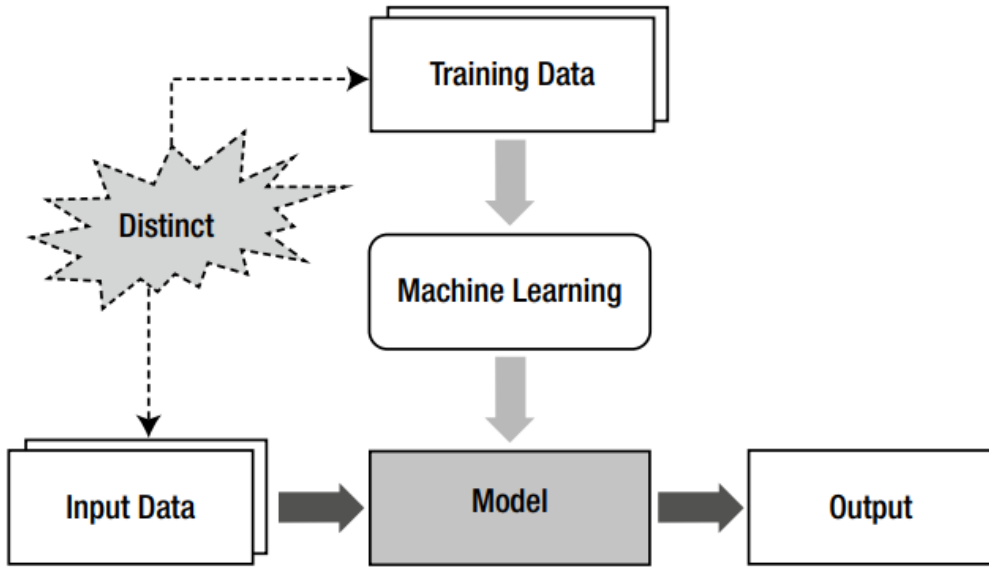 Training Data
Distinct
Machine Learning
Input Data
Model
Output